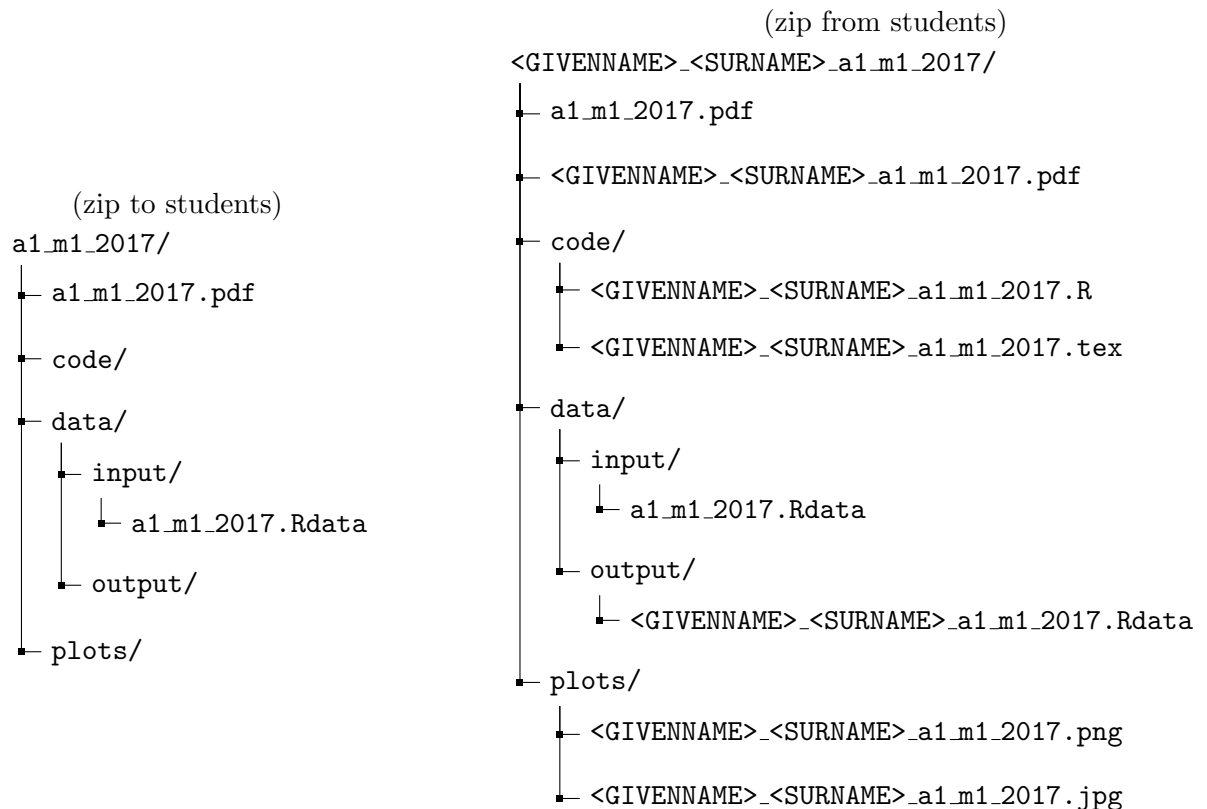 (zip to students)
a1_m1_2017/
a1_m1_2017.pdf
code/
data/
input/
a1_m1_2017.Rdata
output/
plots/
(zip from students)
<GIVENNAME>_<SURNAME>_a1_m1_2017/
a1_m1_2017.pdf
<GIVENNAME>_<SURNAME>_a1_m1_2017.pdf
code/
<GIVENNAME>_<SURNAME>_a1_m1_2017.R
<GIVENNAME>_<SURNAME>_a1_m1_2017.tex
data/
input/
a1_m1_2017.Rdata
output/
<GIVENNAME>_<SURNAME>_a1_m1_2017.Rdata
plots/
<GIVENNAME>_<SURNAME>_a1_m1_2017.png
<GIVENNAME>_<SURNAME>_a1_m1_2017.jpg